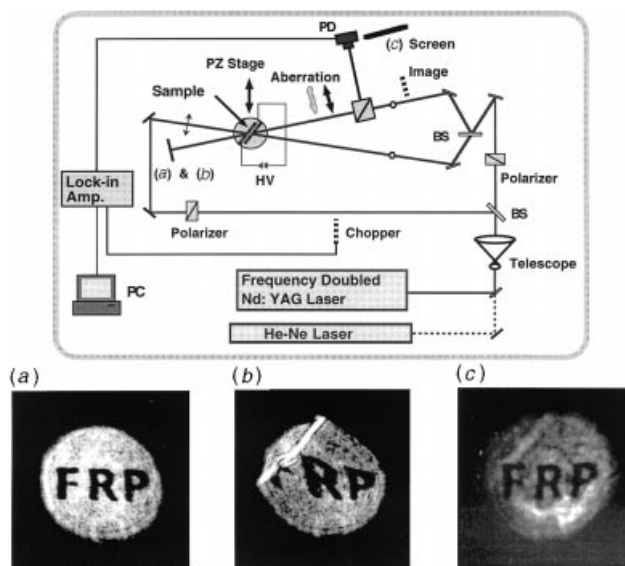 PD
(c) Screen
PZ Stage
Aberration
Image
Sample
BS
(a) & (b)
HV
Polarizer
Lock-in
Amp.
Polarizer
BS
Chopper
Telescope
PC
Frequency Doubled
Nd: YAG Laser
He-Ne Laser
(a)
(b)
(c)
FRP
FRP
FRP